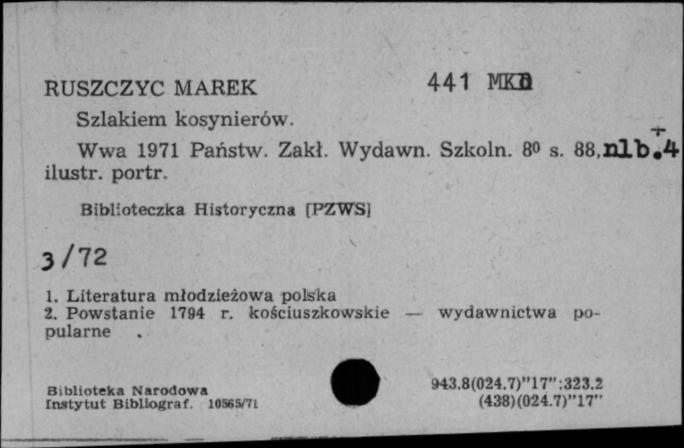 RUSZCZYC MAREK 441 MKD
Szlakiem kosynierów.
Wwa 1971 Państw. Zakł. Wydawn. Szkoln. 8⁰ s. 88, nlb. 4
+
ilustr. portr.
Biblioteczka Historyczna [PZWS]
3/72
1. Literatura młodzieżowa polska
2. Powstanie 1794 r. kościuszkowskie — wydawnictwa po-
pularne .
Biblioteka Narodowa 943.8(024.7)"17":323.2
Instytut Bibliograf. 10565/71 (438)(024.7)"17"